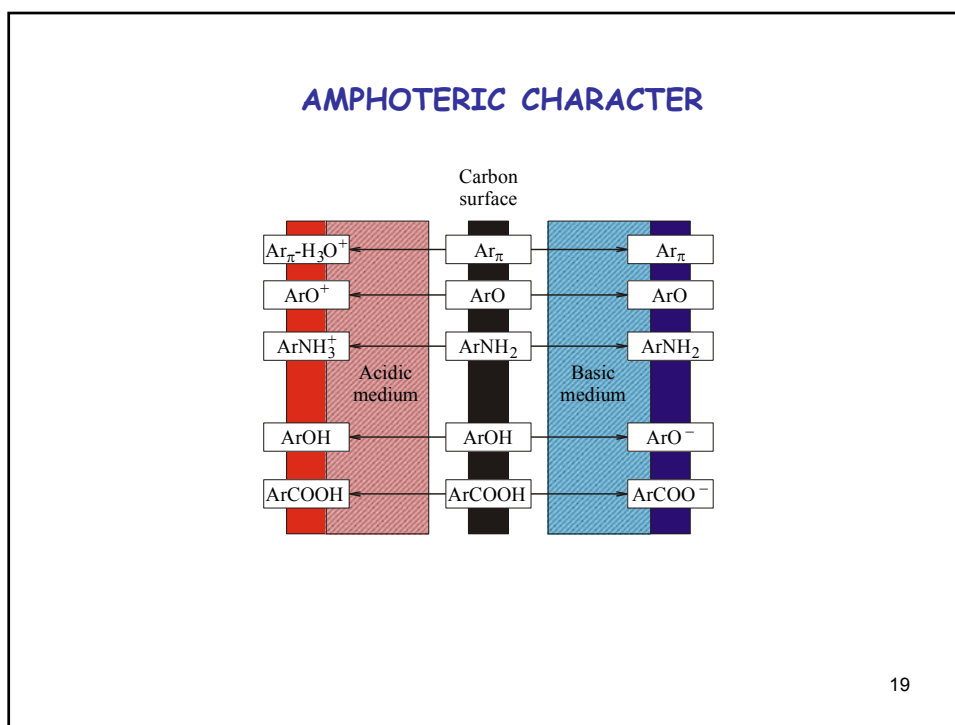 AMPHOTERIC CHARACTER
Carbon
surface
Arπ-H₃O⁺ Arπ Arπ
ArO⁺ ArO ArO
ArNH₃⁺ ArNH₂ ArNH₂
Acidic
medium
Basic
medium
ArOH ArOH ArO⁻
ArCOOH ArCOOH ArCOO⁻
19